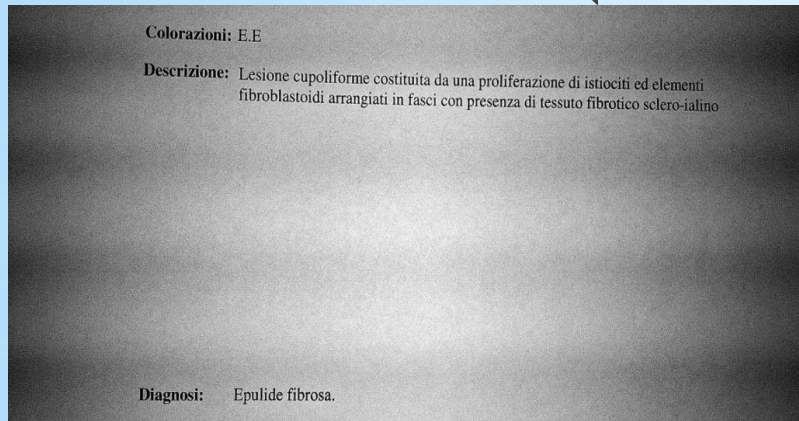 Colorazioni: E.E
Descrizione: Lesione cupoliforme costituita da una proliferazione di istiociti ed elementi
fibroblastoidi arrangiati in fasci con presenza di tessuto fibrotico sclero-ialino
Diagnosi: Epulide fibrosa.